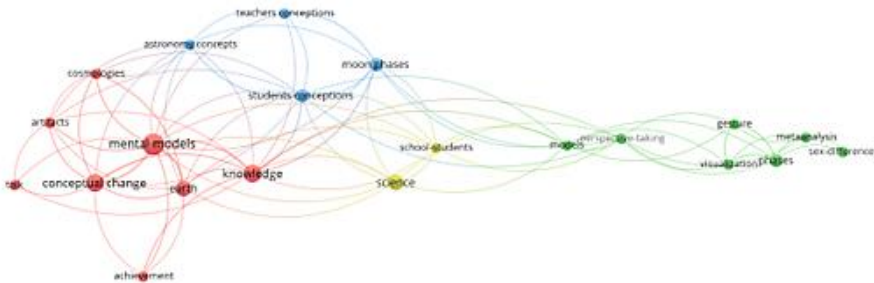 teachers conceptions
astronomy concepts
moon phases
cosmologies
students conceptions
artifacts
mental models
school students
models
perspective-taking
gesture
metaanalysis
sex-difference
visualization
phases
conceptual change
earth
knowledge
science
achievement